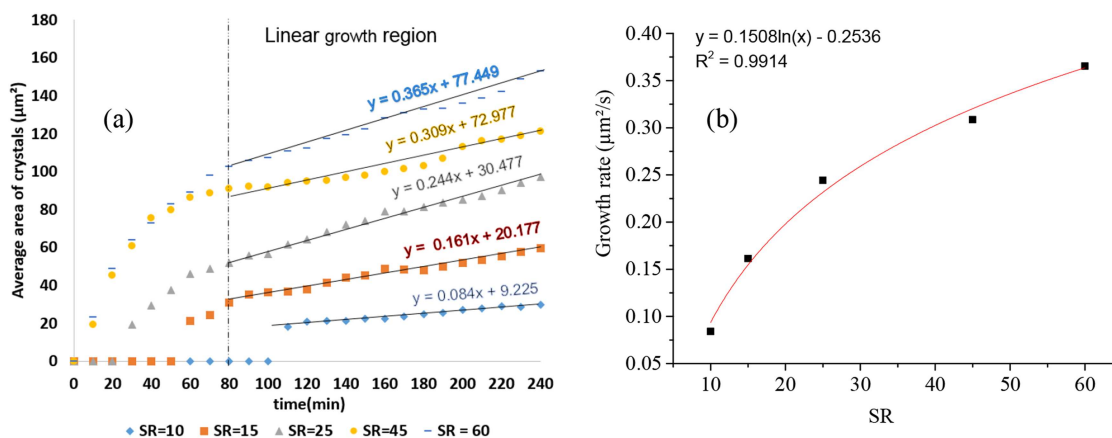 180
160
140
120
100
80
60
40
20
0
Average area of crystals (μm²)
Linear growth region
(a)
y = 0.365x + 77.449
y = 0.309x + 72.977
y = 0.244x + 30.477
y = 0.161x + 20.177
y = 0.084x + 9.225
0 20 40 60 80 100 120 140 160 180 200 220 240
time(min)
SR=10 SR=15 SR=25 SR=45 SR = 60
0.40
0.35
0.30
0.25
0.20
0.15
0.10
0.05
Growth rate (μm²/s)
y = 0.1508ln(x) - 0.2536
R² = 0.9914
(b)
10 20 30 40 50 60
SR